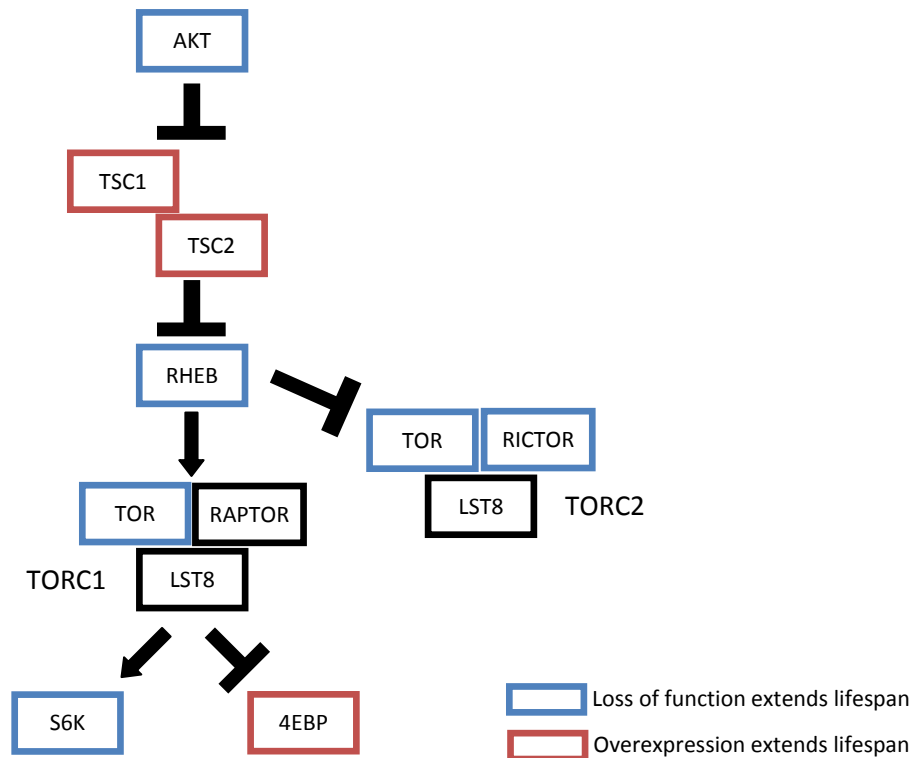 AKT
TSC1
TSC2
RHEB
TOR
RICTOR
LST8
TORC2
TOR
RAPTOR
TORC1
LST8
S6K
4EBP
Loss of function extends lifespan
Overexpression extends lifespan